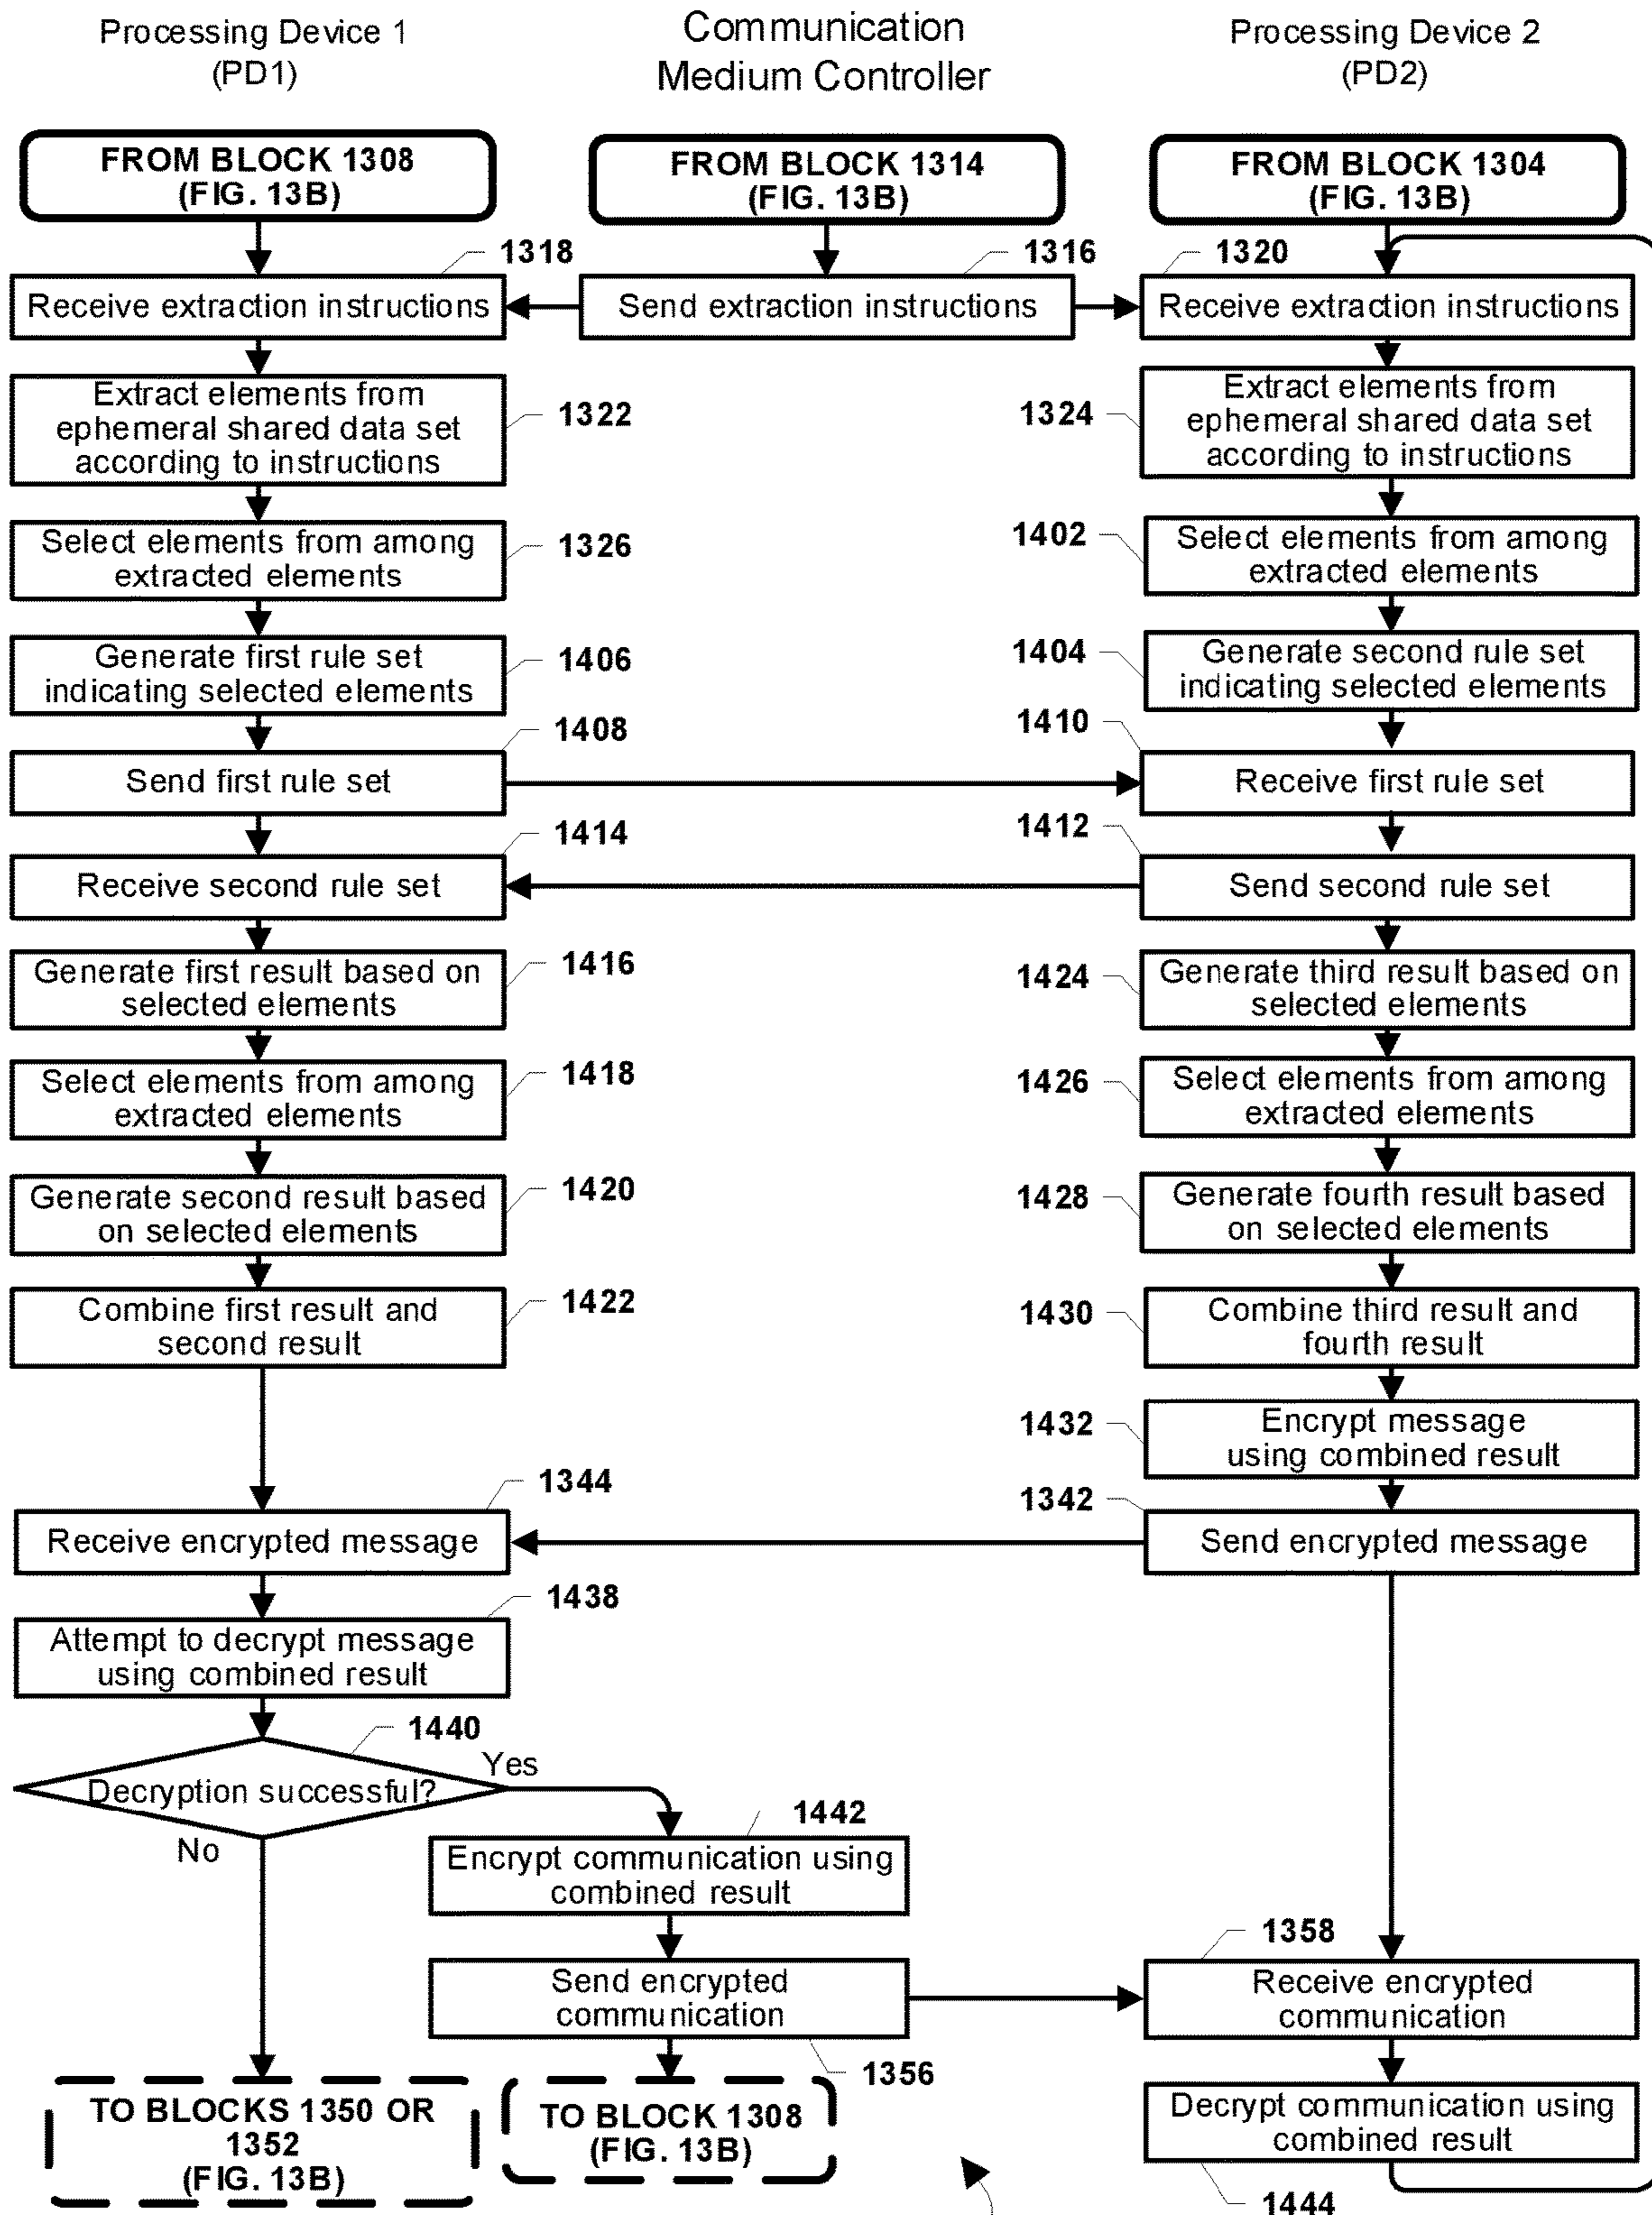 Processing Device 1
(PD1)
Communication
Medium Controller
Processing Device 2
(PD2)
FROM BLOCK 1308
(FIG. 13B)
FROM BLOCK 1314
(FIG. 13B)
FROM BLOCK 1304
(FIG. 13B)
1318
1316
1320
Receive extraction instructions
Send extraction instructions
Receive extraction instructions
Extract elements from
ephemeral shared data set
according to instructions
1322
1324
Extract elements from
ephemeral shared data set
according to instructions
Select elements from among
extracted elements
1326
1402
Select elements from among
extracted elements
Generate first rule set
indicating selected elements
1406
1404
Generate second rule set
indicating selected elements
1408
1410
Send first rule set
Receive first rule set
1414
1412
Receive second rule set
Send second rule set
Generate first result based on
selected elements
1416
1424
Generate third result based on
selected elements
Select elements from among
extracted elements
1418
1426
Select elements from among
extracted elements
Generate second result based
on selected elements
1420
1428
Generate fourth result based
on selected elements
Combine first result and
second result
1422
1430
Combine third result and
fourth result
1432
Encrypt message
using combined result
1344
1342
Receive encrypted message
Send encrypted message
1438
Attempt to decrypt message
using combined result
1440
Decryption successful?
Yes
No
1442
Encrypt communication using
combined result
1358
Send encrypted
communication
Receive encrypted
communication
1356
TO BLOCKS 1350 OR
1352
(FIG. 13B)
TO BLOCK 1308
(FIG. 13B)
Decrypt communication using
combined result
1444